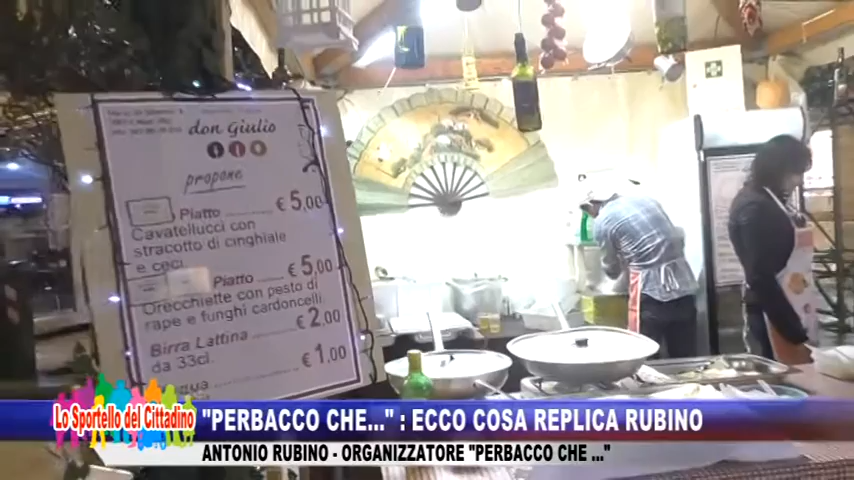 don Giulio
propone
Piatto € 5,00
Cavatellucci con
stracotto di cinghiale
e ceci
Piatto € 5,00
Orecchiette con pesto di
rape e funghi cardoncelli
Birra Lattina € 2,00
da 33cl.
€ 1,00
Lo Sportello del Cittadino
"PERBACCO CHE..." : ECCO COSA REPLICA RUBINO
ANTONIO RUBINO - ORGANIZZATORE "PERBACCO CHE ..."